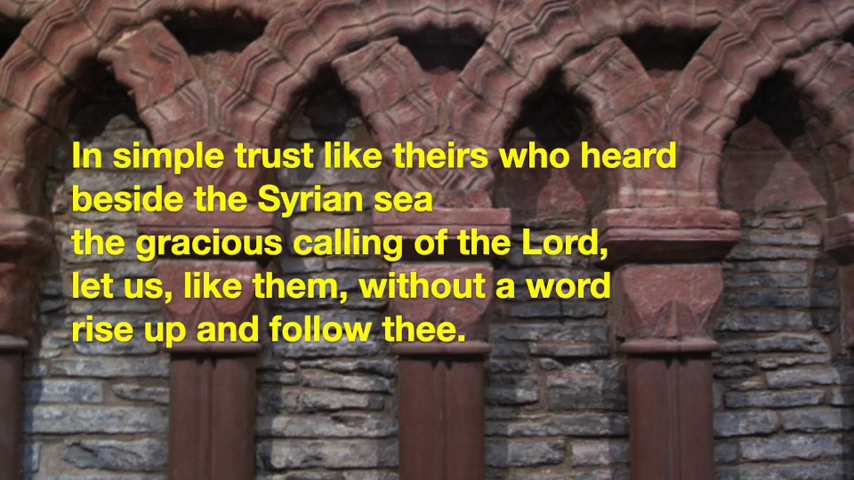 In simple trust like theirs who heard
beside the Syrian sea
the gracious calling of the Lord,
let us, like them, without a word
rise up and follow thee.